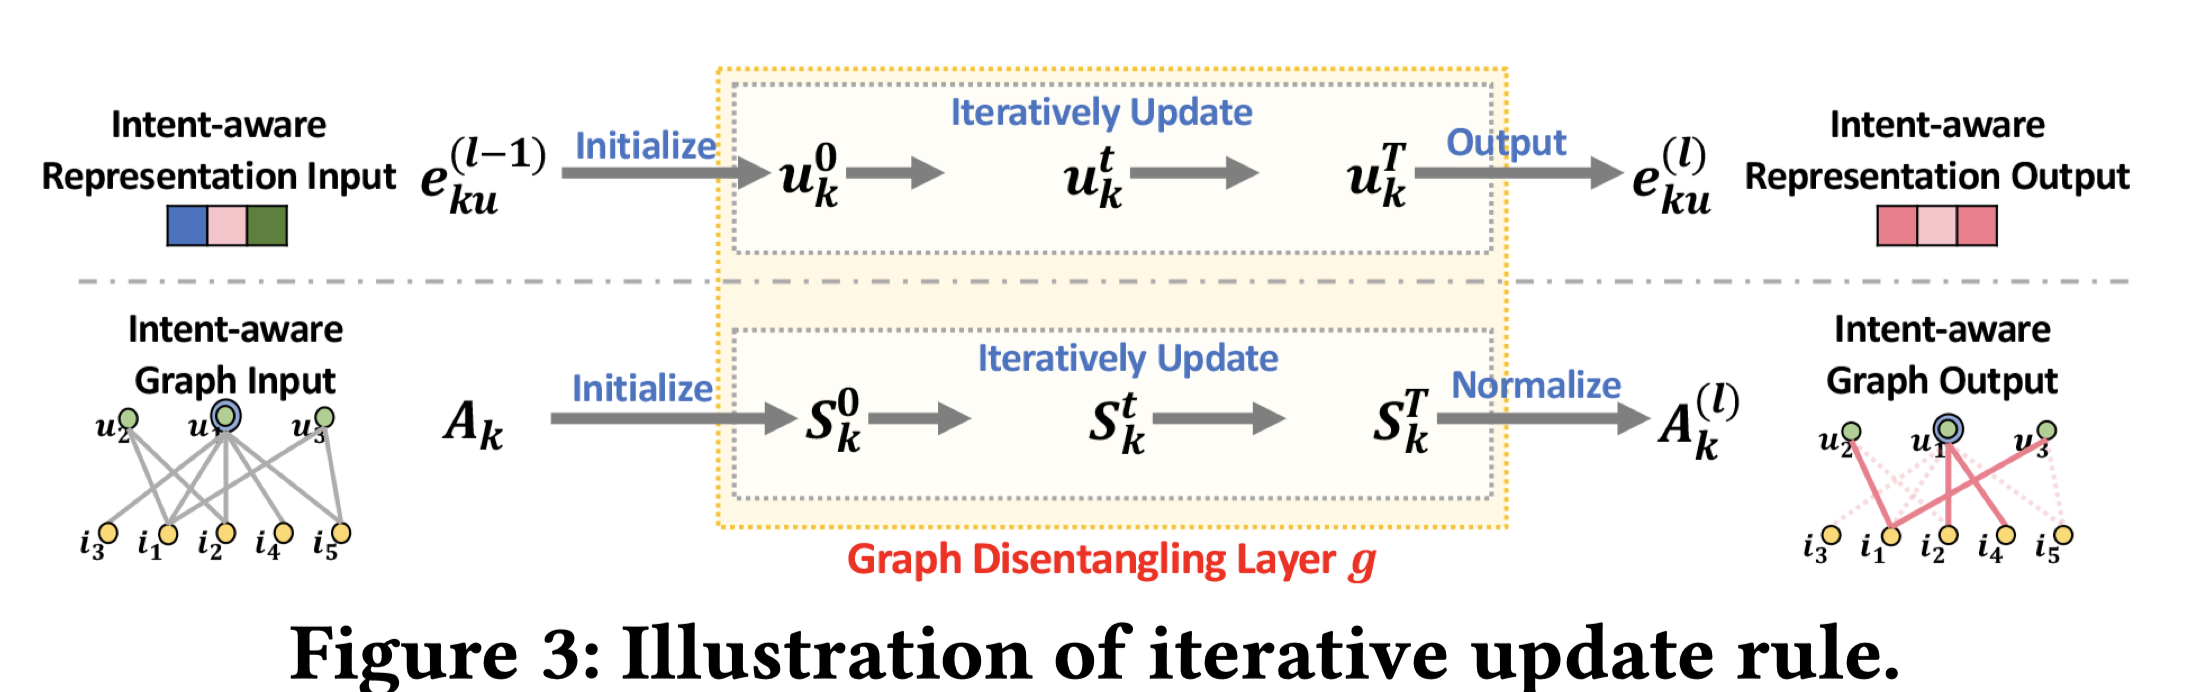 Intent-aware
Representation Input
e_{ku}^{(l−1)}
Initialize
Iteratively Update
u_k^0
u_k^t
u_k^T
Output
e_{ku}^{(l)}
Intent-aware
Representation Output
Intent-aware
Graph Input
u_2 u_1 u_3
i_3 i_1 i_2 i_4 i_5
A_k
Initialize
Iteratively Update
S_k^0
S_k^t
S_k^T
Normalize
A_k^{(l)}
Intent-aware
Graph Output
u_2 u_1 u_3
i_3 i_1 i_2 i_4 i_5
Graph Disentangling Layer g
Figure 3: Illustration of iterative update rule.